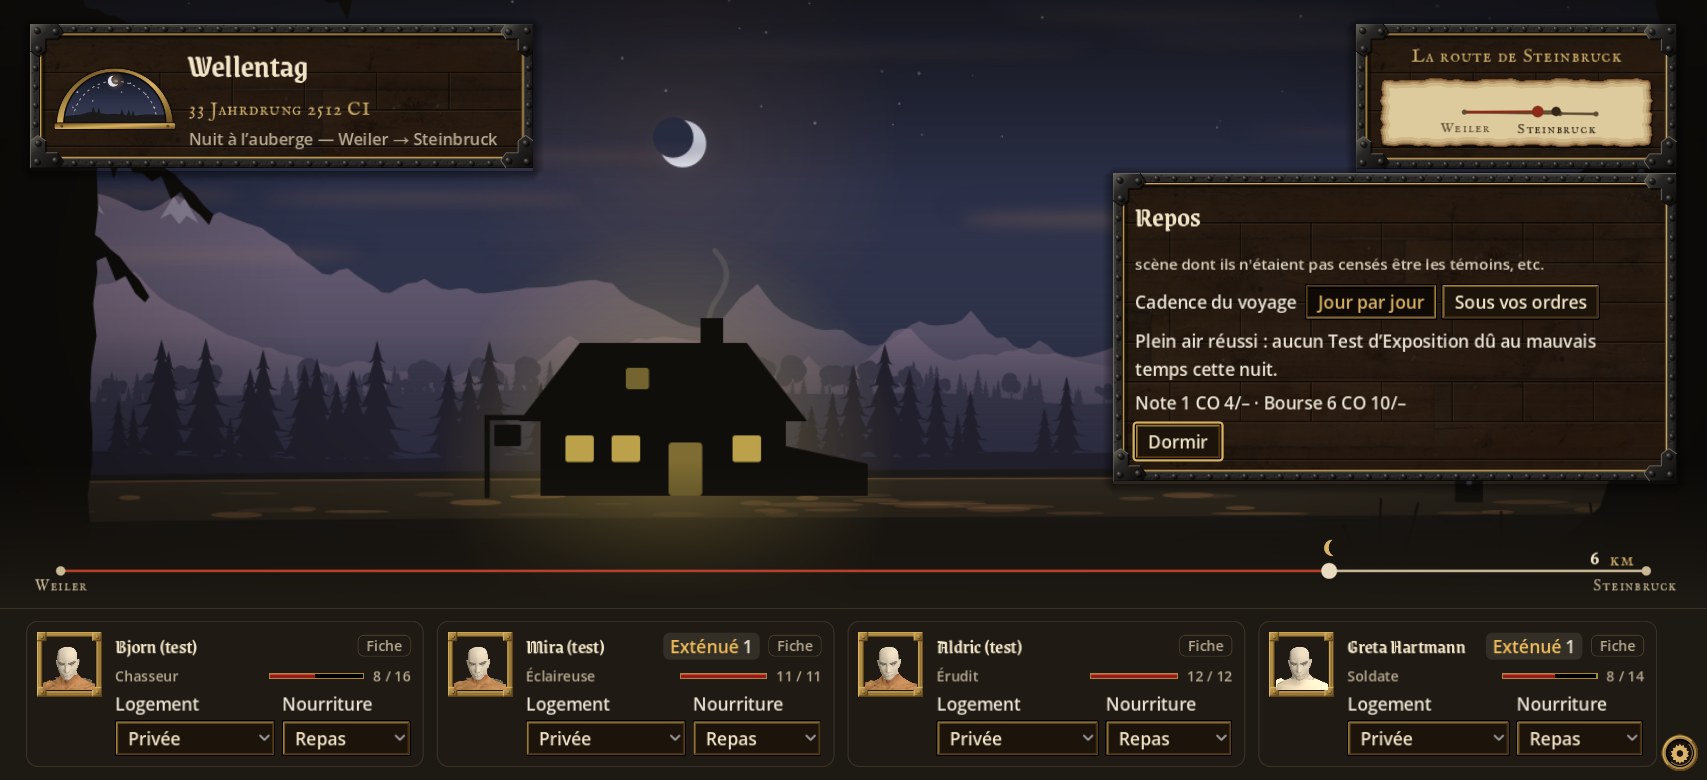 Wellentag
33 Jahrdrung 2512 CI
Nuit à l’auberge — Weiler → Steinbruck
La route de Steinbruck
Weiler
Steinbruck
Repos
scène dont ils n'étaient pas censés être les témoins, etc.
Cadence du voyage Jour par jour Sous vos ordres
Plein air réussi : aucun Test d’Exposition dû au mauvais
temps cette nuit.
Note 1 CO 4/– · Bourse 6 CO 10/–
Dormir
6 km
Weiler
Steinbruck
Bjorn (test) Fiche
Chasseur 8 / 16
Logement Nourriture
Privée Repas
Mira (test) Exténué 1 Fiche
Éclaireuse 11 / 11
Logement Nourriture
Privée Repas
Aldric (test) Fiche
Érudit 12 / 12
Logement Nourriture
Privée Repas
Greta Hartmann Exténué 1 Fiche
Soldate 8 / 14
Logement Nourriture
Privée Repas